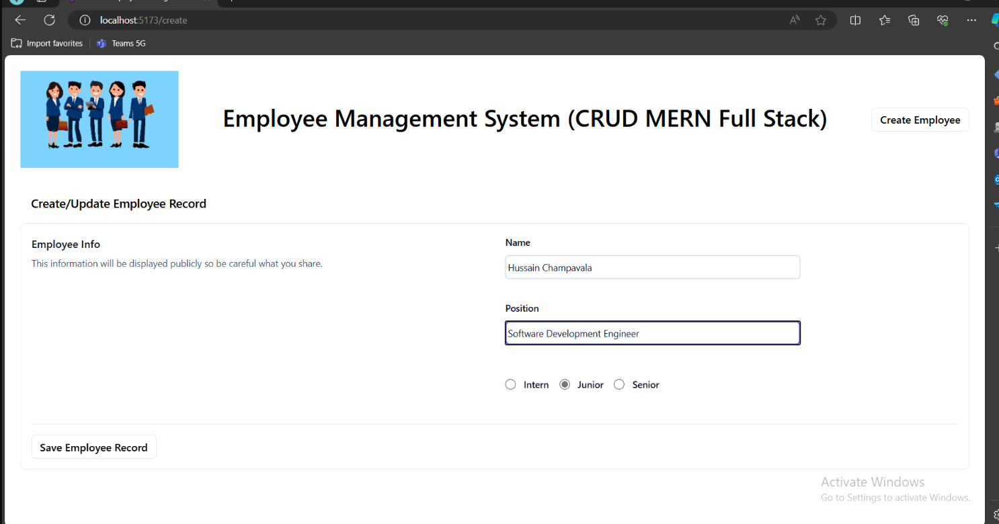 localhost:5173/create
Import favorites
Teams 5G
Employee Management System (CRUD MERN Full Stack)
Create Employee
Create/Update Employee Record
Employee Info
This information will be displayed publicly so be careful what you share.
Name
Hussain Champavala
Position
Software Development Engineer
Intern
Junior
Senior
Save Employee Record
Activate Windows
Go to Settings to activate Windows.